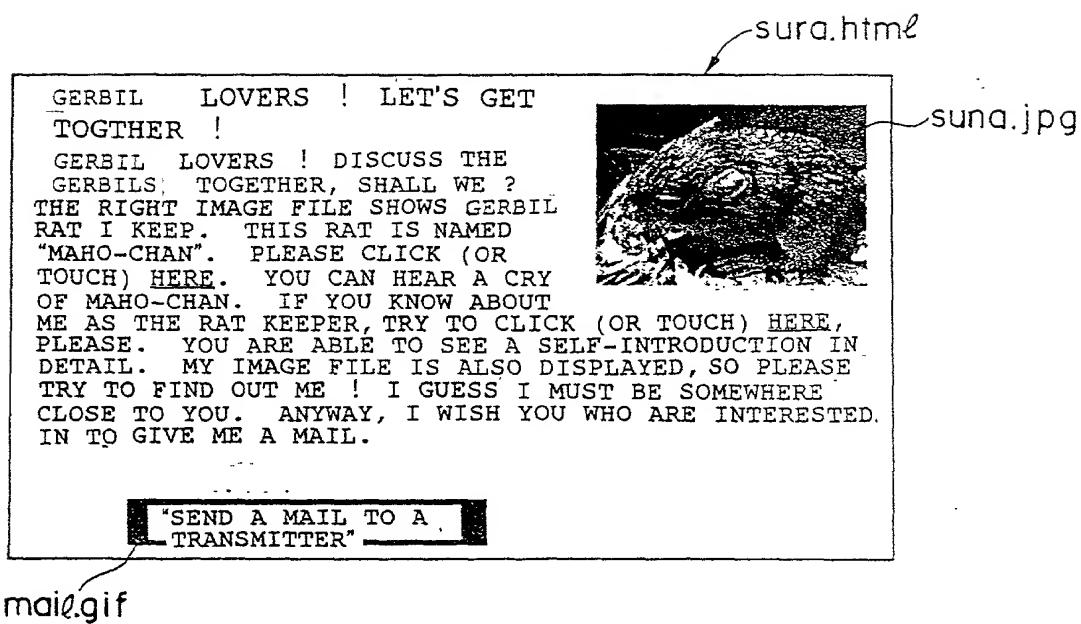 sura.html
GERBIL LOVERS ! LET'S GET
TOGTHER !
suna.jpg
GERBIL LOVERS ! DISCUSS THE
GERBILS; TOGETHER, SHALL WE ?
THE RIGHT IMAGE FILE SHOWS GERBIL
RAT I KEEP. THIS RAT IS NAMED
"MAHO-CHAN". PLEASE CLICK (OR
TOUCH) HERE. YOU CAN HEAR A CRY
OF MAHO-CHAN. IF YOU KNOW ABOUT
ME AS THE RAT KEEPER, TRY TO CLICK (OR TOUCH) HERE,
PLEASE. YOU ARE ABLE TO SEE A SELF-INTRODUCTION IN
DETAIL. MY IMAGE FILE IS ALSO DISPLAYED, SO PLEASE
TRY TO FIND OUT ME ! I GUESS I MUST BE SOMEWHERE
CLOSE TO YOU. ANYWAY, I WISH YOU WHO ARE INTERESTED.
IN TO GIVE ME A MAIL.
"SEND A MAIL TO A
TRANSMITTER"
mail.gif